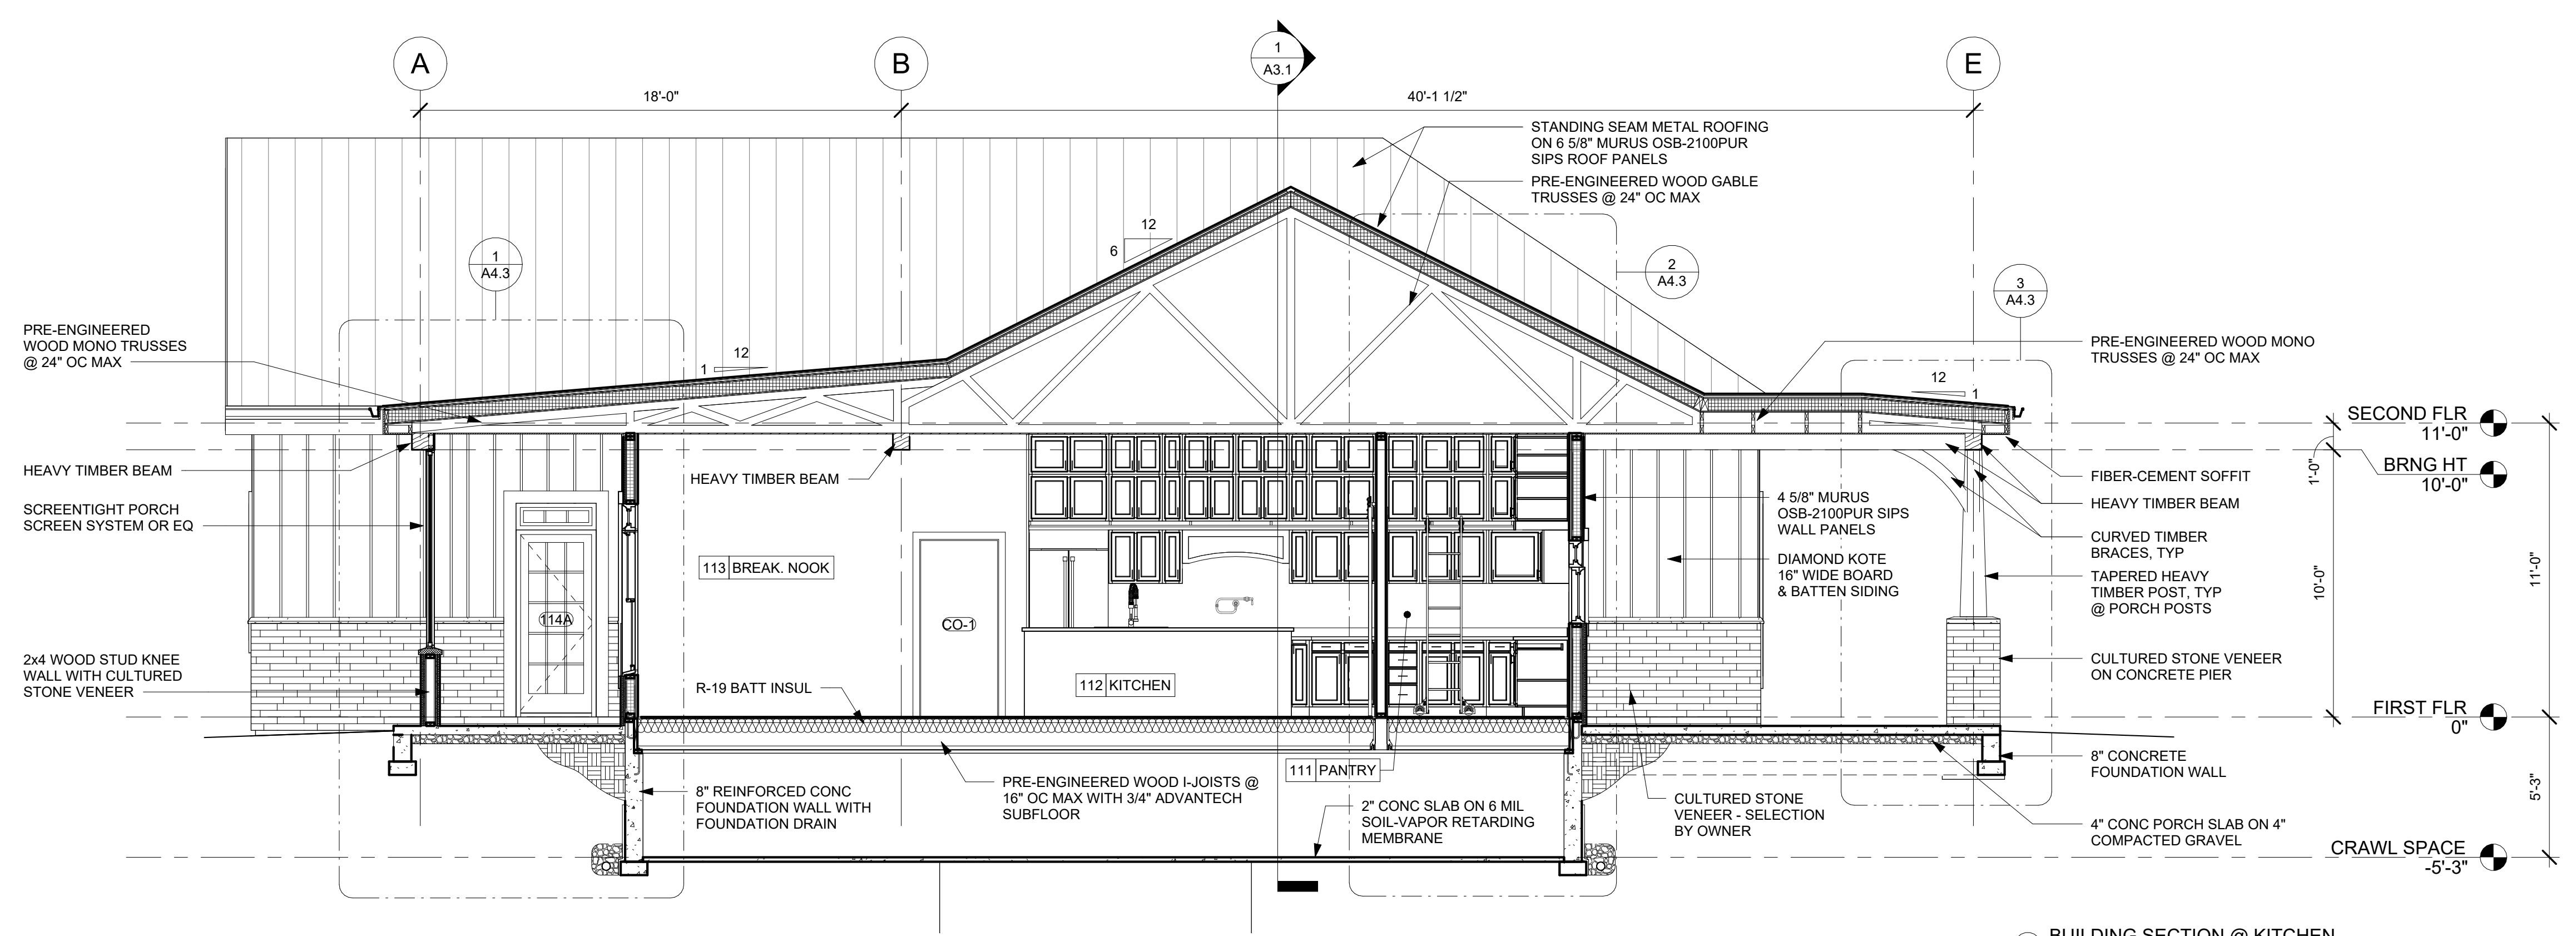 A
B
1
A3.1
E
18'-0"
40'-1 1/2"
STANDING SEAM METAL ROOFING
ON 6 5/8" MURUS OSB-2100PUR
SIPS ROOF PANELS
PRE-ENGINEERED WOOD GABLE
TRUSSES @ 24" OC MAX
12
6
1
A4.3
2
A4.3
3
A4.3
PRE-ENGINEERED
WOOD MONO TRUSSES
@ 24" OC MAX
12
1
PRE-ENGINEERED WOOD MONO
TRUSSES @ 24" OC MAX
12
1
SECOND FLR
11'-0"
BRNG HT
10'-0"
1'-0"
HEAVY TIMBER BEAM
HEAVY TIMBER BEAM
FIBER-CEMENT SOFFIT
HEAVY TIMBER BEAM
SCREENTIGHT PORCH
SCREEN SYSTEM OR EQ
4 5/8" MURUS
OSB-2100PUR SIPS
WALL PANELS
CURVED TIMBER
BRACES, TYP
113 BREAK. NOOK
DIAMOND KOTE
16" WIDE BOARD
& BATTEN SIDING
TAPERED HEAVY
TIMBER POST, TYP
@ PORCH POSTS
10'-0"
11'-0"
114A
CO-1
2x4 WOOD STUD KNEE
WALL WITH CULTURED
STONE VENEER
CULTURED STONE VENEER
ON CONCRETE PIER
R-19 BATT INSUL
112 KITCHEN
FIRST FLR
0"
111 PANTRY
8" CONCRETE
FOUNDATION WALL
8" REINFORCED CONC
FOUNDATION WALL WITH
FOUNDATION DRAIN
PRE-ENGINEERED WOOD I-JOISTS @
16" OC MAX WITH 3/4" ADVANTECH
SUBFLOOR
2" CONC SLAB ON 6 MIL
SOIL-VAPOR RETARDING
MEMBRANE
CULTURED STONE
VENEER - SELECTION
BY OWNER
5'-3"
4" CONC PORCH SLAB ON 4"
COMPACTED GRAVEL
CRAWL SPACE
-5'-3"
BUILDING SECTION @ KITCHEN